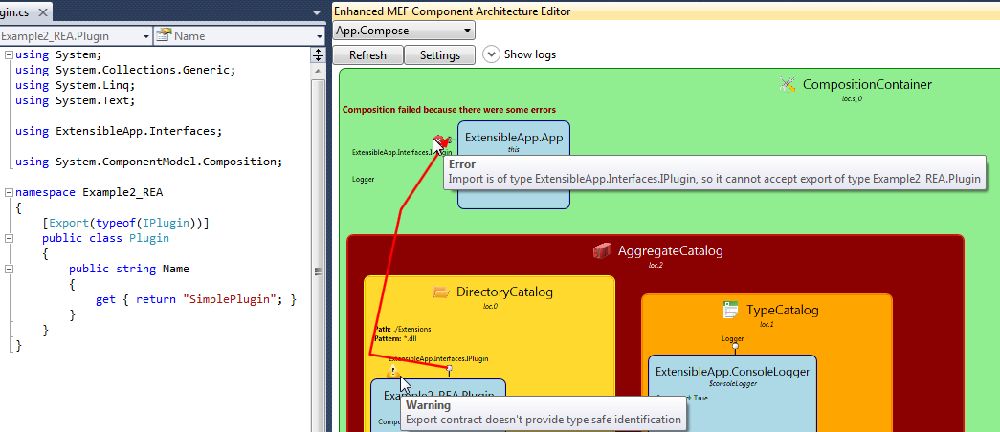 gin.cs
Example2_REA.Plugin
Name
using System;
using System.Collections.Generic;
using System.Linq;
using System.Text;
using ExtensibleApp.Interfaces;
using System.ComponentModel.Composition;
namespace Example2_REA
{
[Export(typeof(IPlugin))]
public class Plugin
{
public string Name
{
get { return "SimplePlugin"; }
}
}
}
Enhanced MEF Component Architecture Editor
App.Compose
Refresh
Settings
Show logs
CompositionContainer
loc.s_0
Composition failed because there were some errors
ExtensibleApp.App
this
ExtensibleApp.Interfaces.IPlugin
Logger
Error
Import is of type ExtensibleApp.Interfaces.IPlugin, so it cannot accept export of type Example2_REA.Plugin
AggregateCatalog
loc.2
DirectoryCatalog
loc.0
Path: ./Extensions
Pattern: *.dll
ExtensibleApp.Interfaces.IPlugin
Example2_REA.Plugin
Warning
Export contract doesn't provide type safe identification
TypeCatalog
loc.1
Logger
ExtensibleApp.ConsoleLogger
$consoleLogger
True